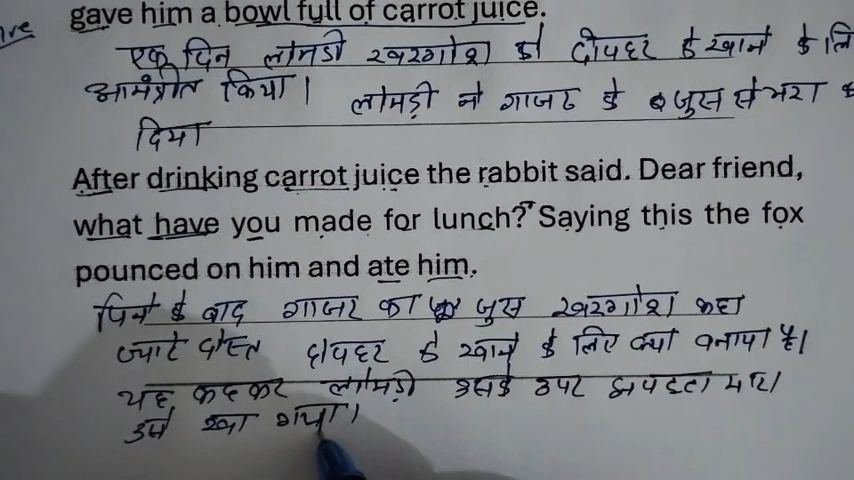 gave him a bowl full of carrot juice.
एक दिन लोमडी खरगोश को दोपहर के खाने के लि
आमंत्रीत किया। लोमड़ी ने गाजर के जुस से भरा
दिया
After drinking carrot juice the rabbit said. Dear friend,
what have you made for lunch?" Saying this the fox
pounced on him and ate him.
पिने के बाद गाजर का जुस खरगोश कहा
प्यारे दोस्त दोपहर के खाने के लिए क्या बनाया है।
यह कहकर लोमड़ी उसके उपर झपट्टा मारा
उसे खा गया।